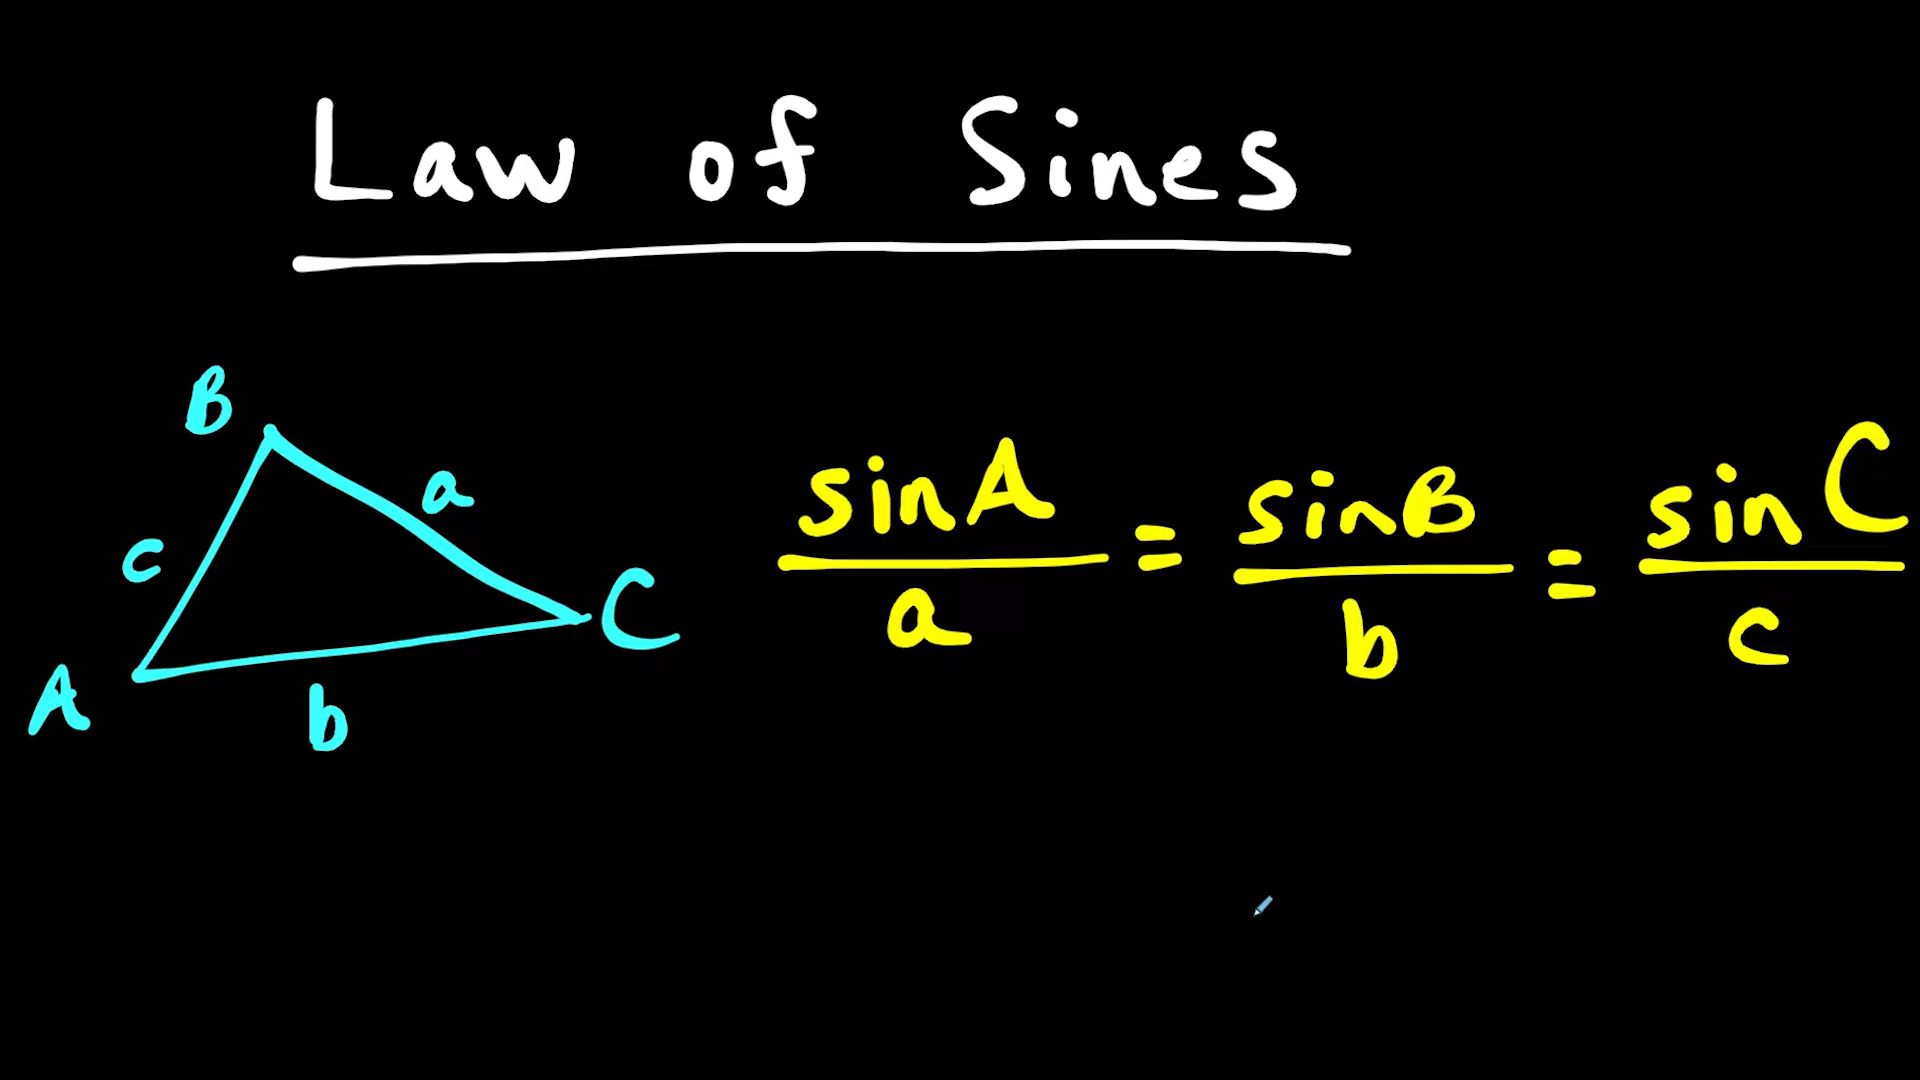 Law of Sines
B
a
c
C
A
b
sinA/a = sinB/b = sinC/c